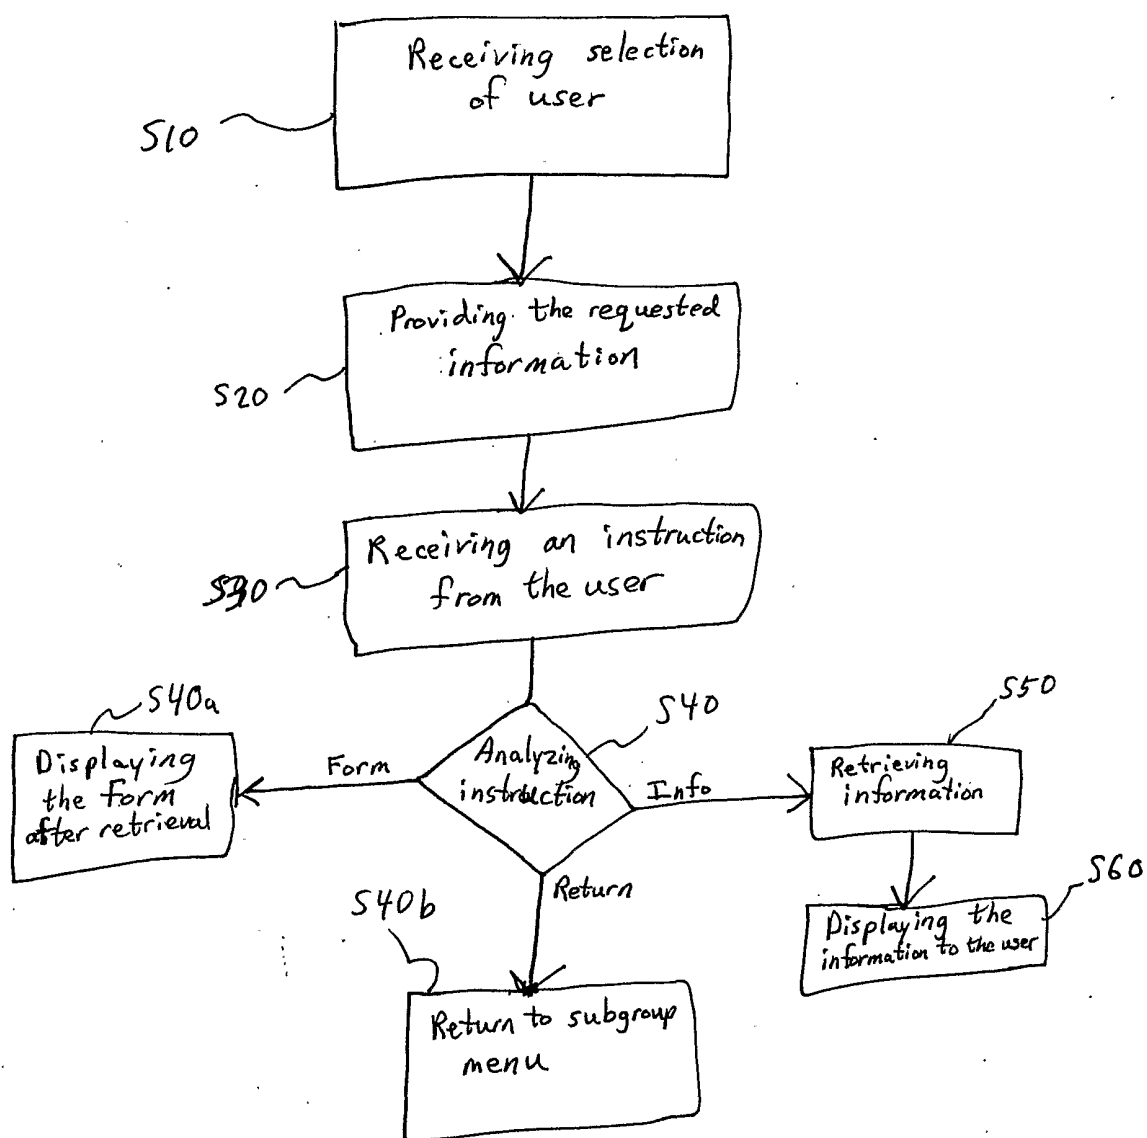 Receiving selection
of user
S10
Providing the requested
information
S20
Receiving an instruction
from the user
S30
S40a
Displaying
the form
after retrieval
Form
S40
Analyzing
instruction
Info
S50
Retrieving
information
S60
Displaying the
information to the user
Return
S40b
Return to subgroup
menu